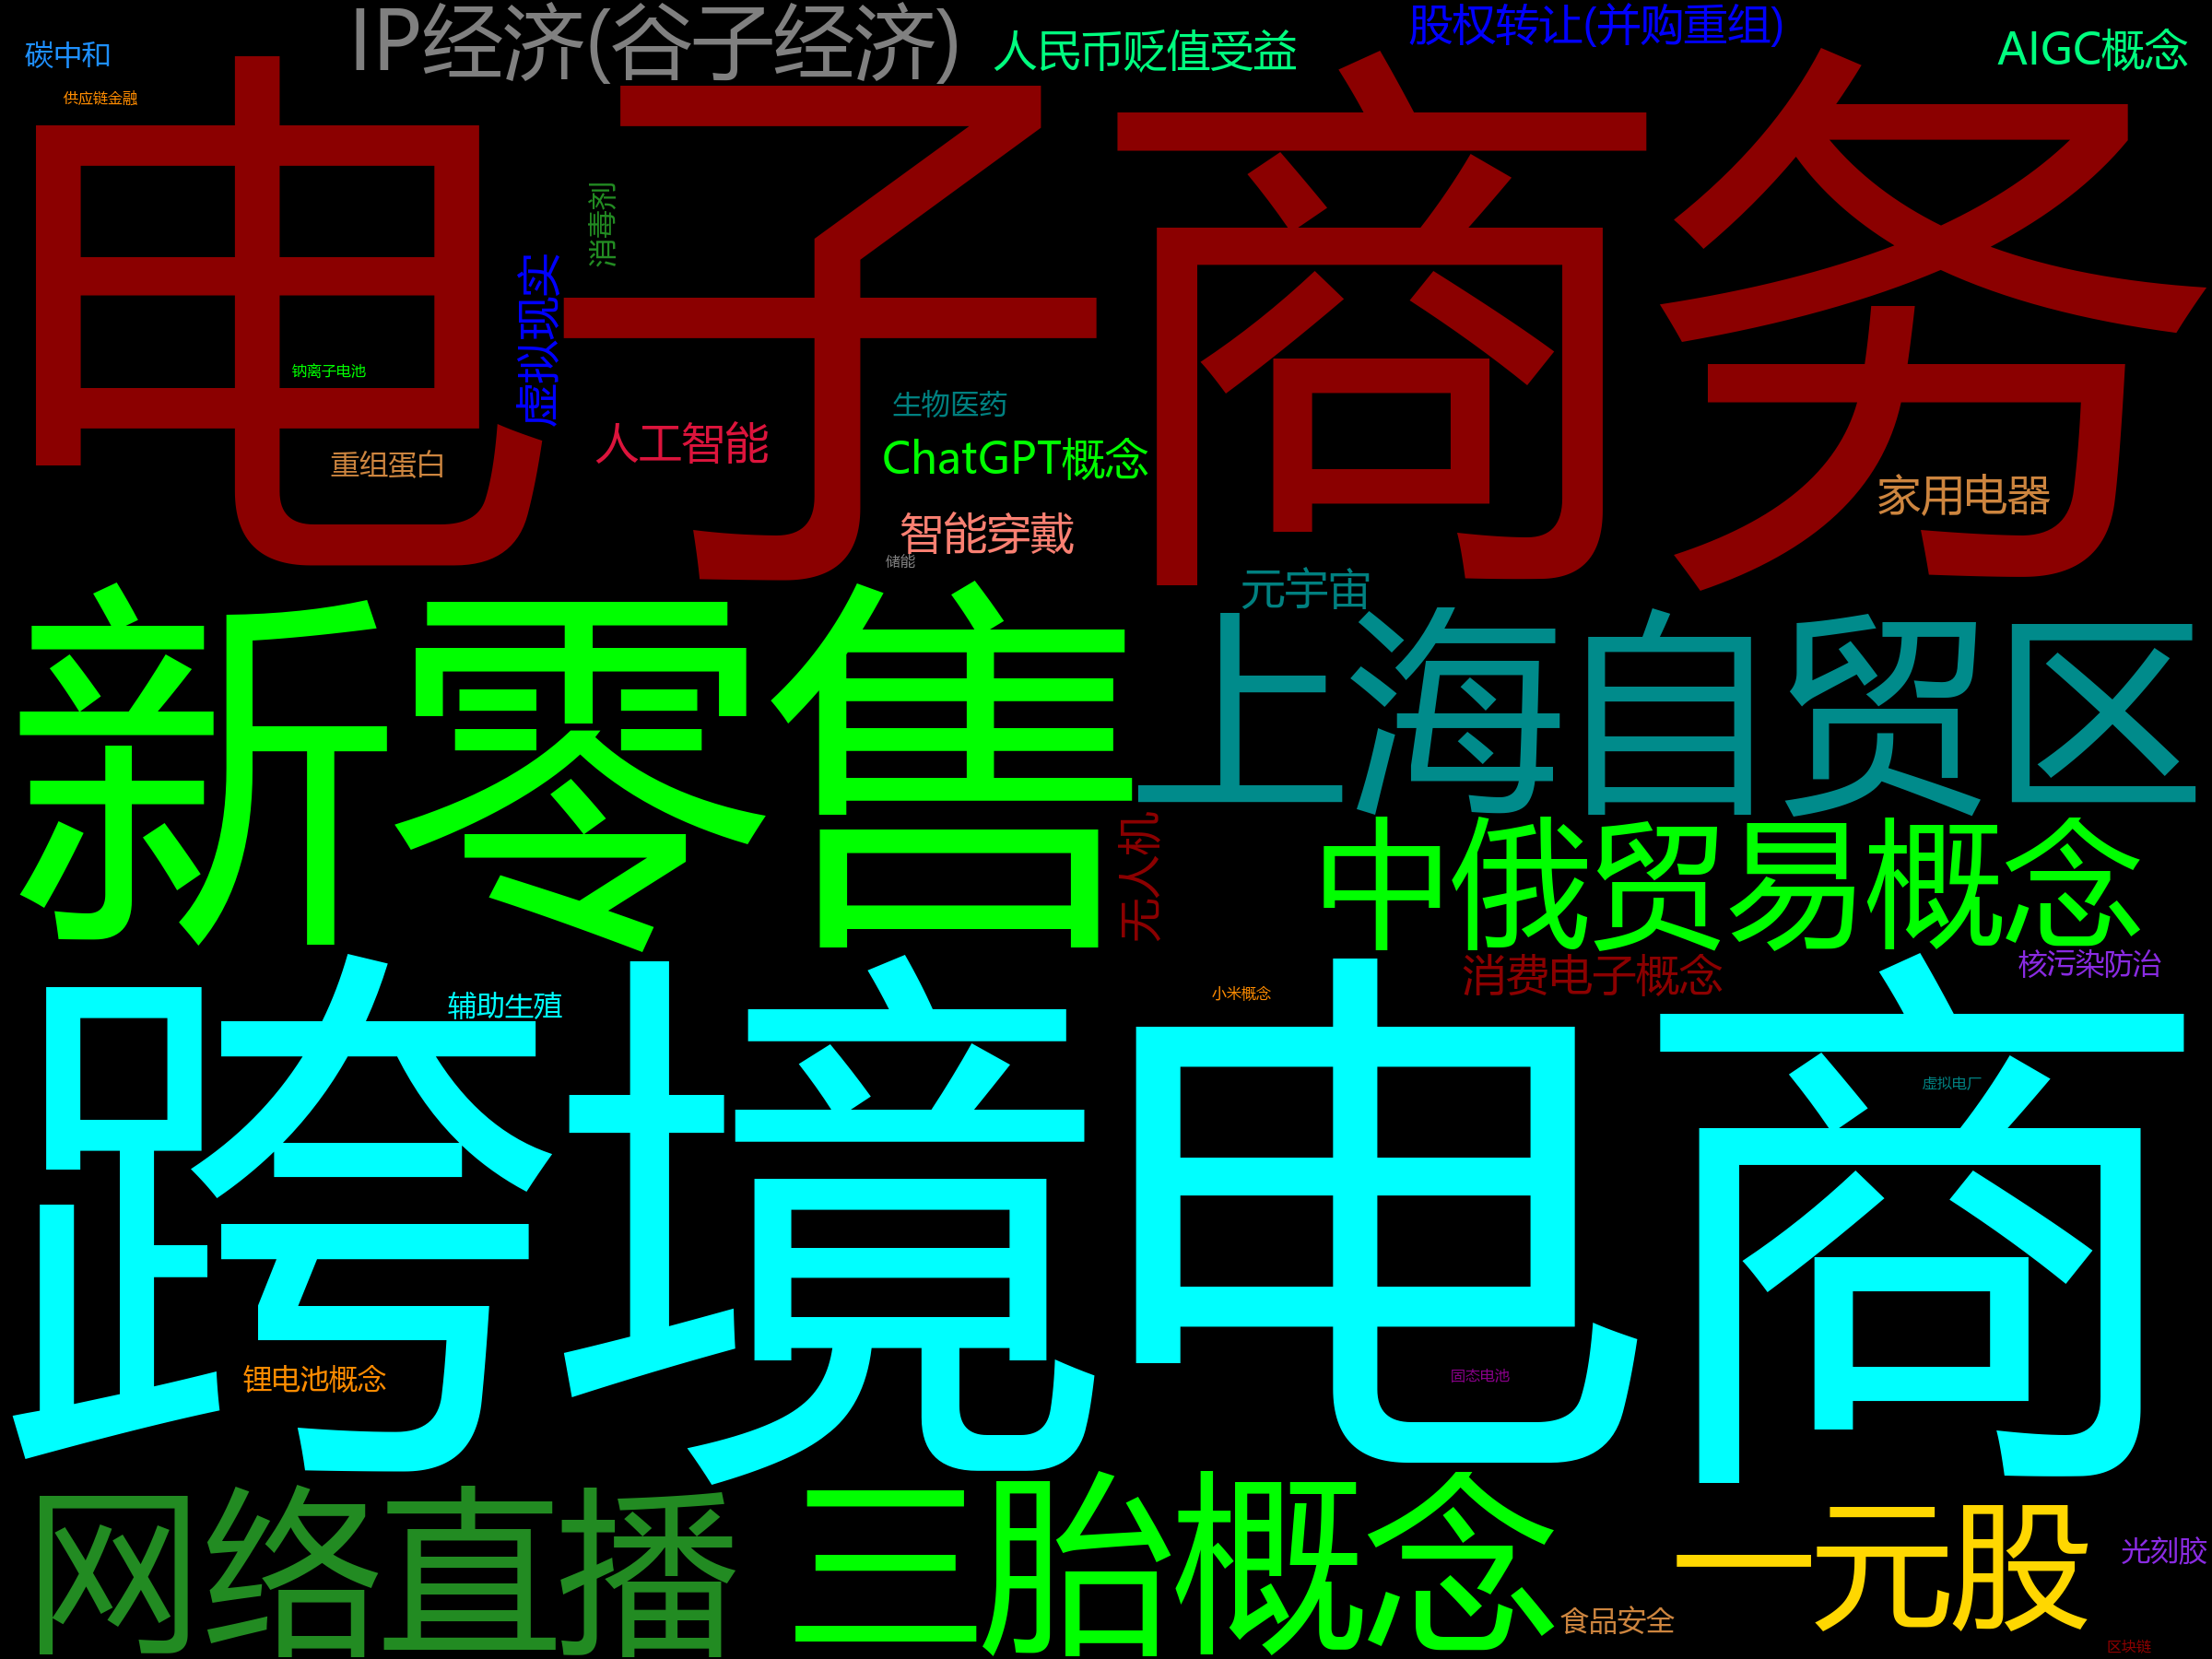 IP经济(谷子经济)
股权转让(并购重组)
人民币贬值受益
AIGC概念
碳中和
供应链金融
电子商务
消毒剂
虚拟现实
钠离子电池
生物医药
人工智能
ChatGPT概念
重组蛋白
家用电器
智能穿戴
储能
元宇宙
新零售
上海自贸区
无人机
中俄贸易概念
核污染防治
消费电子概念
小米概念
辅助生殖
跨境电商
虚拟电厂
锂电池概念
固态电池
网络直播
三胎概念
一元股
光刻胶
食品安全
区块链